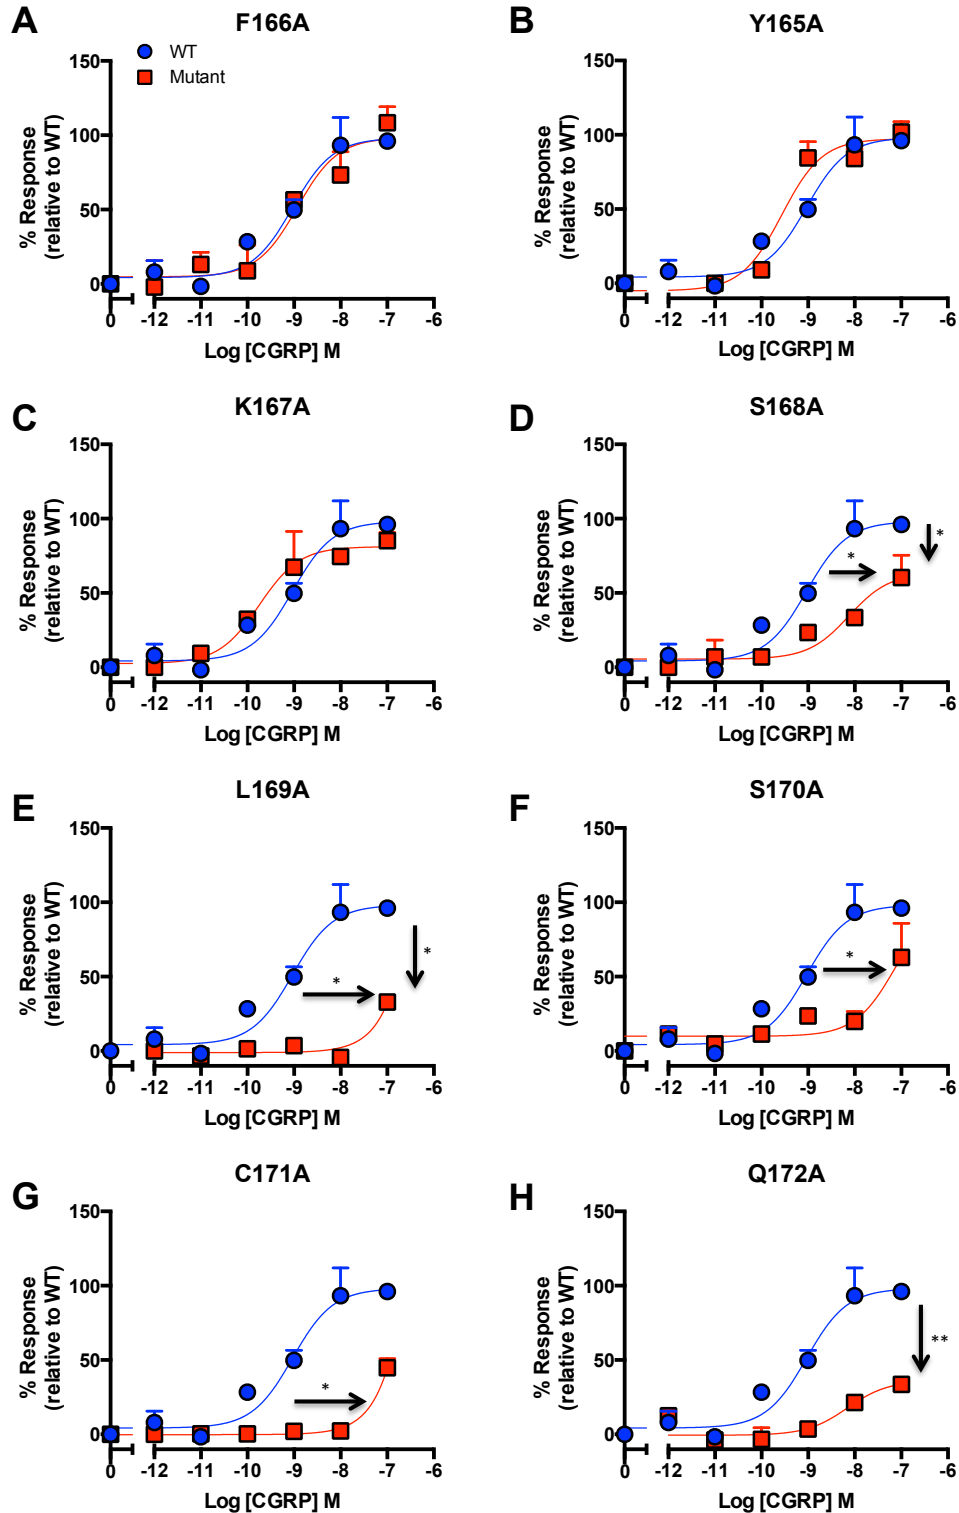 A
F166A
WT
Mutant
150
100
50
0
% Response
(relative to WT)
0 -12 -11 -10 -9 -8 -7 -6
Log [CGRP] M
B
Y165A
150
100
50
0
% Response
(relative to WT)
0 -12 -11 -10 -9 -8 -7 -6
Log [CGRP] M
C
K167A
150
100
50
0
% Response
(relative to WT)
0 -12 -11 -10 -9 -8 -7 -6
Log [CGRP] M
D
S168A
150
100
50
0
% Response
(relative to WT)
*
*
0 -12 -11 -10 -9 -8 -7 -6
Log [CGRP] M
E
L169A
150
100
50
0
% Response
(relative to WT)
*
*
0 -12 -11 -10 -9 -8 -7 -6
Log [CGRP] M
F
S170A
150
100
50
0
% Response
(relative to WT)
*
0 -12 -11 -10 -9 -8 -7 -6
Log [CGRP] M
G
C171A
150
100
50
0
% Response
(relative to WT)
*
0 -12 -11 -10 -9 -8 -7 -6
Log [CGRP] M
H
Q172A
150
100
50
0
% Response
(relative to WT)
**
0 -12 -11 -10 -9 -8 -7 -6
Log [CGRP] M